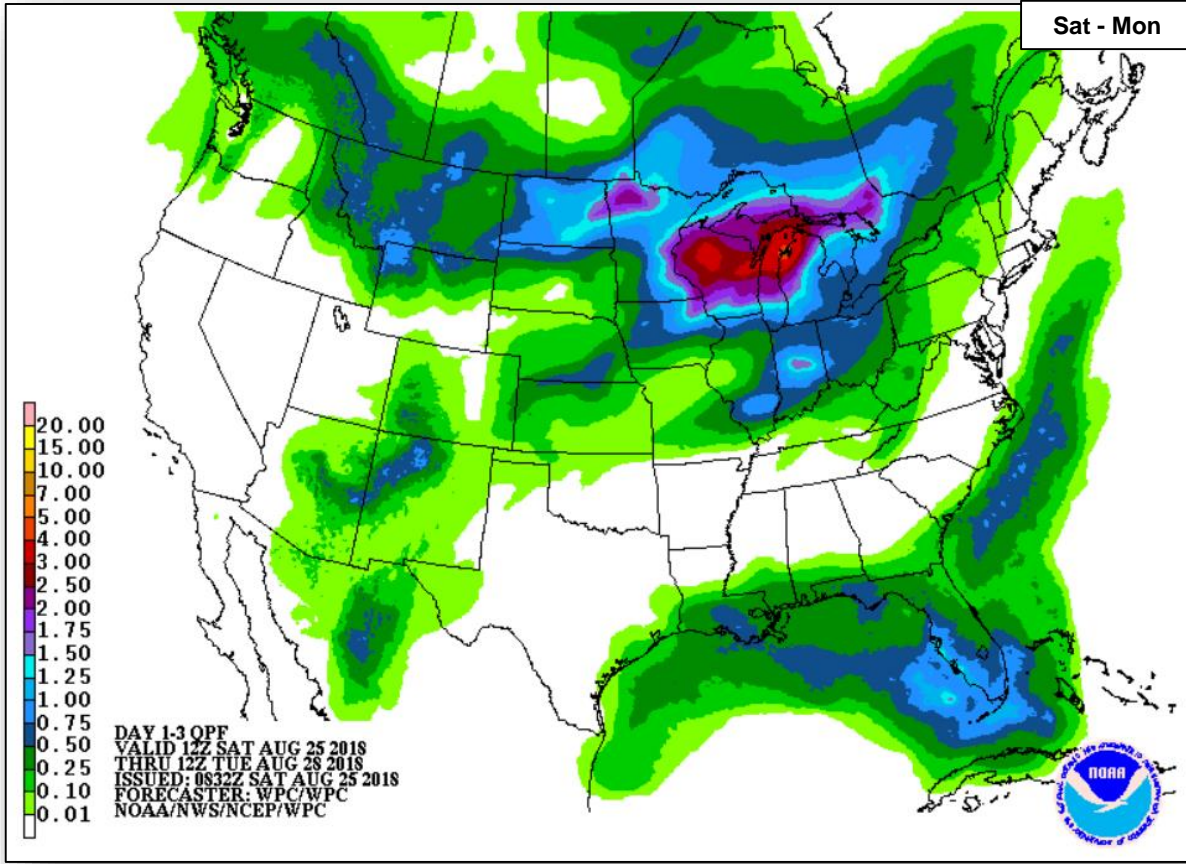 Sat - Mon
20.00
15.00
10.00
7.00
5.00
4.00
3.00
2.50
2.00
1.75
1.50
1.25
1.00
0.75
0.50
0.25
0.10
0.01
DAY 1-3 QPF
VALID 12Z SAT AUG 25 2018
THRU 12Z TUE AUG 28 2018
ISSUED: 0832Z SAT AUG 25 2018
FORECASTER: WPC/WPC
NOAA/NWS/NCEP/WPC
NOAA